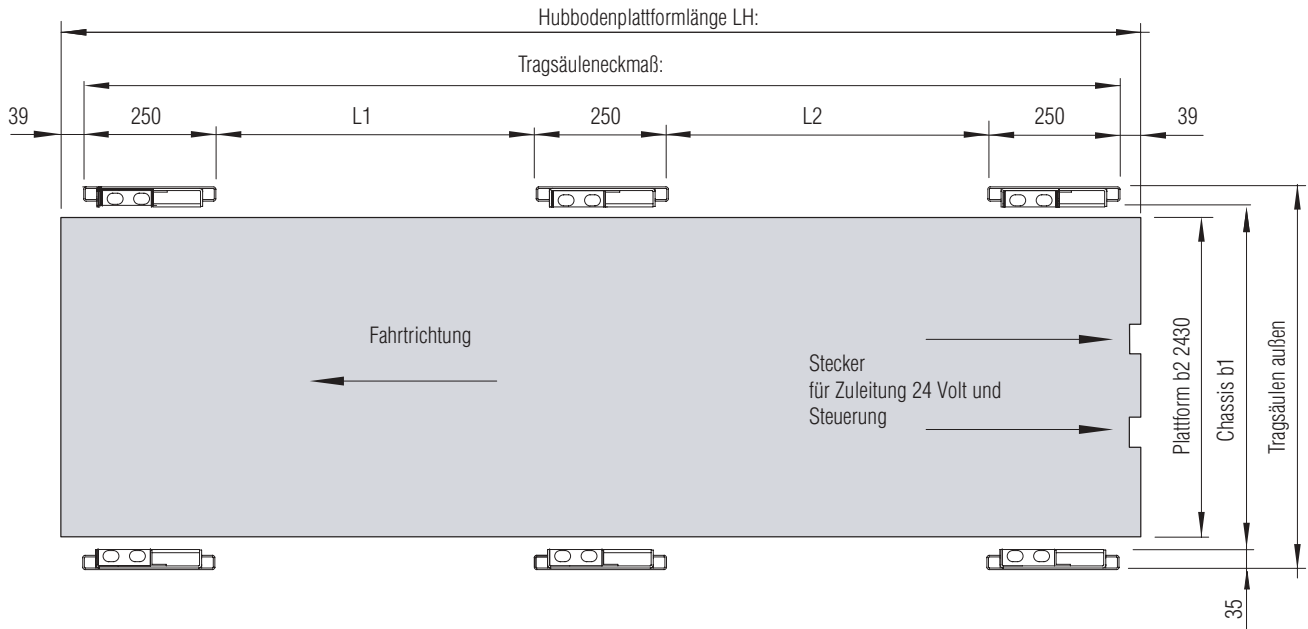 Hubbodenplattformlänge LH:
Tragsäuleneckmaß:
39
250
L1
250
L2
250
39
Fahrtrichtung
Stecker
für Zuleitung 24 Volt und
Steuerung
Plattform b2 2430
Chassis b1
Tragsäulen außen
35